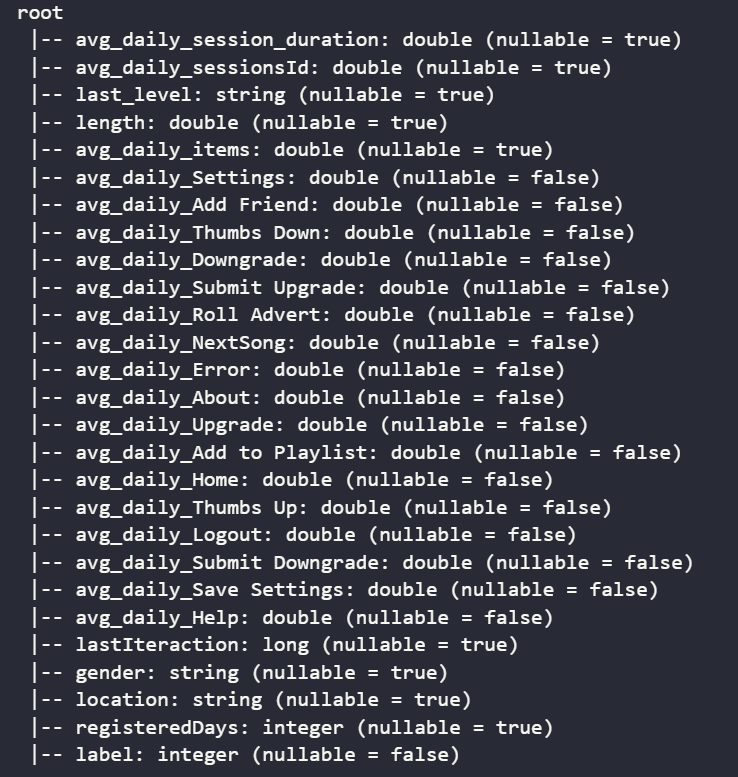 root
 |-- avg_daily_session_duration: double (nullable = true)
 |-- avg_daily_sessionsId: double (nullable = true)
 |-- last_level: string (nullable = true)
 |-- length: double (nullable = true)
 |-- avg_daily_items: double (nullable = true)
 |-- avg_daily_Settings: double (nullable = false)
 |-- avg_daily_Add Friend: double (nullable = false)
 |-- avg_daily_Thumbs Down: double (nullable = false)
 |-- avg_daily_Downgrade: double (nullable = false)
 |-- avg_daily_Submit Upgrade: double (nullable = false)
 |-- avg_daily_Roll Advert: double (nullable = false)
 |-- avg_daily_NextSong: double (nullable = false)
 |-- avg_daily_Error: double (nullable = false)
 |-- avg_daily_About: double (nullable = false)
 |-- avg_daily_Upgrade: double (nullable = false)
 |-- avg_daily_Add to Playlist: double (nullable = false)
 |-- avg_daily_Home: double (nullable = false)
 |-- avg_daily_Thumbs Up: double (nullable = false)
 |-- avg_daily_Logout: double (nullable = false)
 |-- avg_daily_Submit Downgrade: double (nullable = false)
 |-- avg_daily_Save Settings: double (nullable = false)
 |-- avg_daily_Help: double (nullable = false)
 |-- lastIteraction: long (nullable = true)
 |-- gender: string (nullable = true)
 |-- location: string (nullable = true)
 |-- registeredDays: integer (nullable = true)
 |-- label: integer (nullable = false)